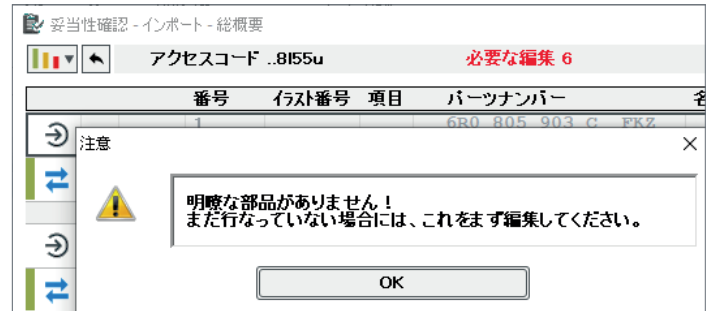 妥当性確認 - インポート - 総概要
アクセスコード ..8l55u 必要な編集 6
番号 イラスト番号 項目 パーツナンバー 名
1 6R0 805 903 C FKZ
注意
明瞭な部品がありません！
まだ行なっていない場合には、これをまず編集してください。
OK